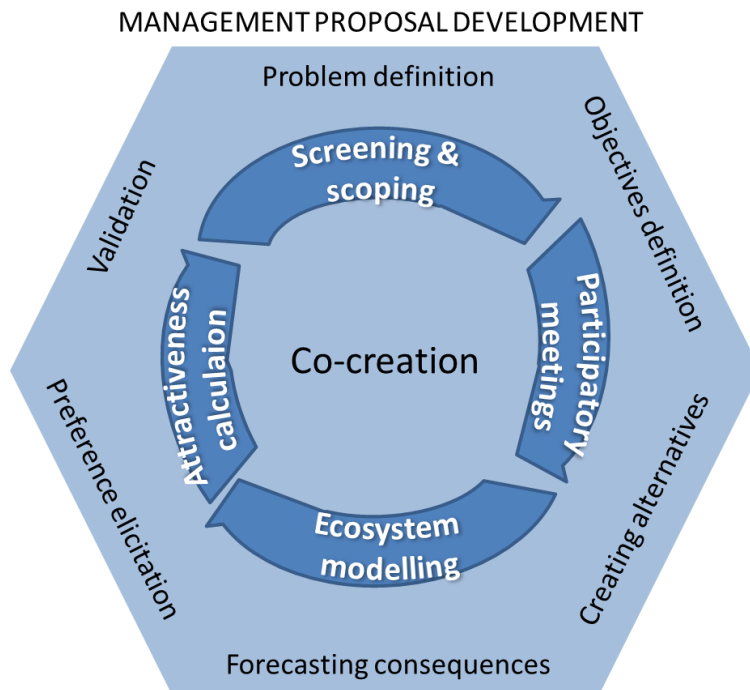 MANAGEMENT PROPOSAL DEVELOPMENT
Problem definition
Objectives definition
Creating alternatives
Forecasting consequences
Preference elicitation
Validation
Screening &
scoping
Participatory
meetings
Ecosystem
modelling
Attractiveness
calculaion
Co-creation